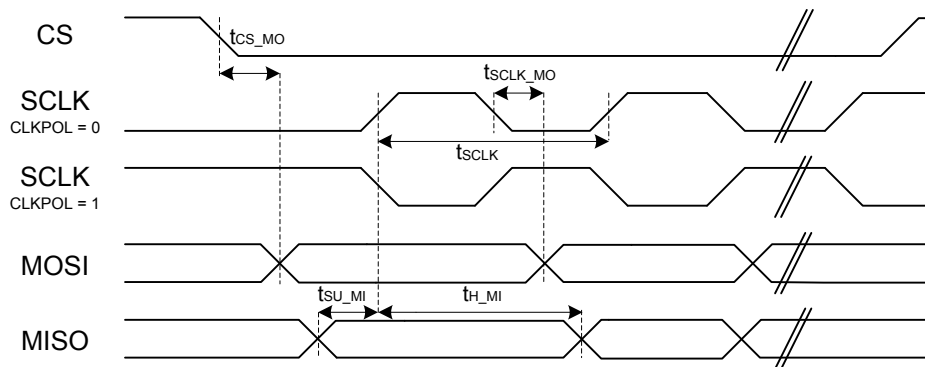 CS
tCS_MO
tSCLK_MO
SCLK
CLKPOL = 0
tSCLK
SCLK
CLKPOL = 1
MOSI
tSU_MI
tH_MI
MISO